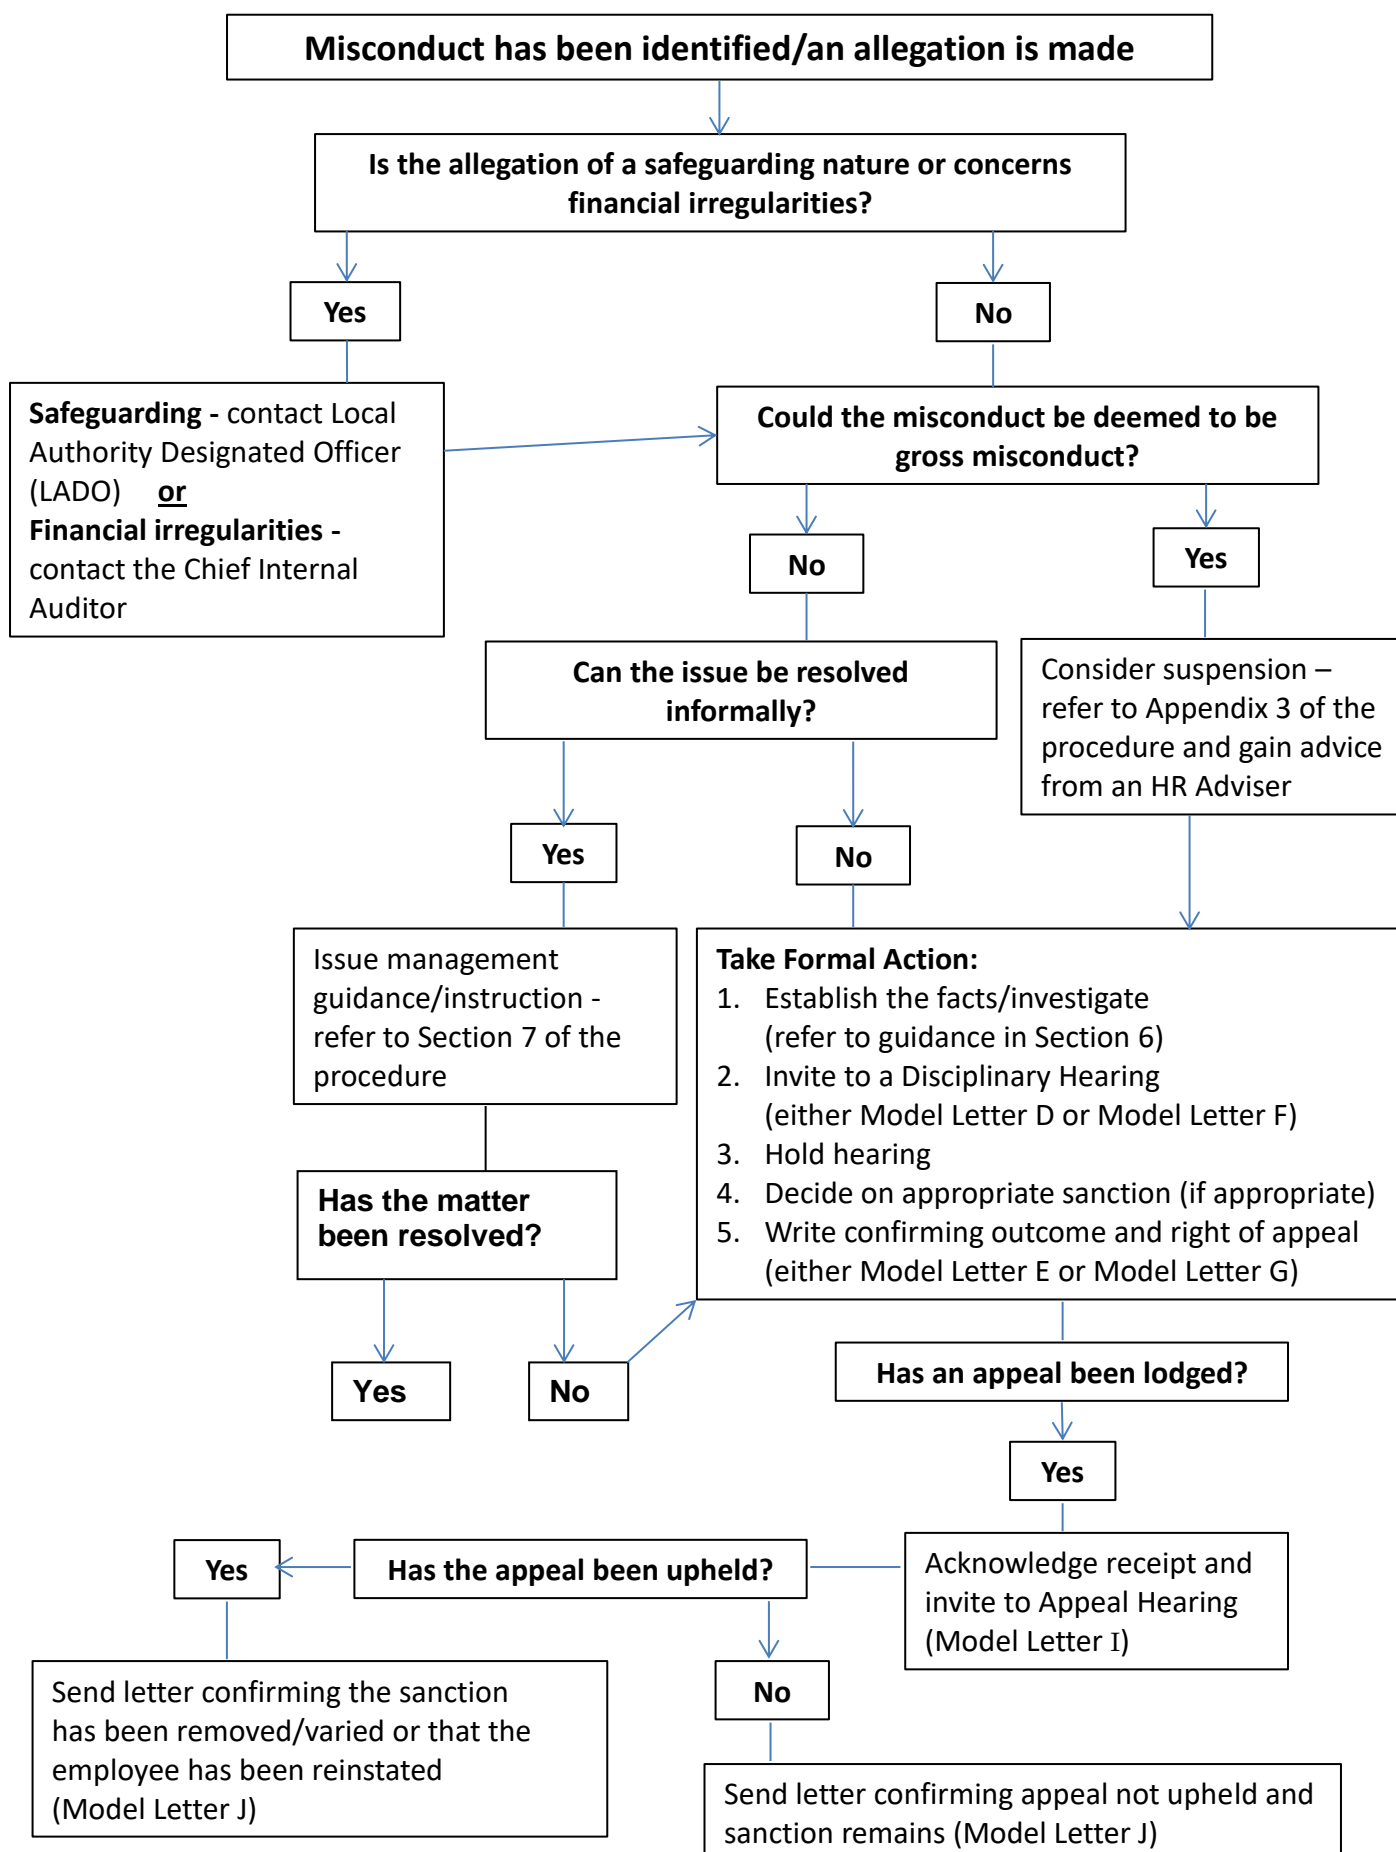 Misconduct has been identified/an allegation is made
Is the allegation of a safeguarding nature or concerns
financial irregularities?
Yes
No
Safeguarding - contact Local
Authority Designated Officer
(LADO) or
Financial irregularities -
contact the Chief Internal
Auditor
Could the misconduct be deemed to be
gross misconduct?
No
Yes
Can the issue be resolved
informally?
Consider suspension –
refer to Appendix 3 of the
procedure and gain advice
from an HR Adviser
Yes
No
Issue management
guidance/instruction -
refer to Section 7 of the
procedure
Take Formal Action:
1. Establish the facts/investigate
(refer to guidance in Section 6)
2. Invite to a Disciplinary Hearing
(either Model Letter D or Model Letter F)
3. Hold hearing
4. Decide on appropriate sanction (if appropriate)
5. Write confirming outcome and right of appeal
(either Model Letter E or Model Letter G)
Has the matter
been resolved?
Yes
No
Has an appeal been lodged?
Yes
Acknowledge receipt and
invite to Appeal Hearing
(Model Letter I)
Has the appeal been upheld?
Yes
No
Send letter confirming the sanction
has been removed/varied or that the
employee has been reinstated
(Model Letter J)
Send letter confirming appeal not upheld and
sanction remains (Model Letter J)